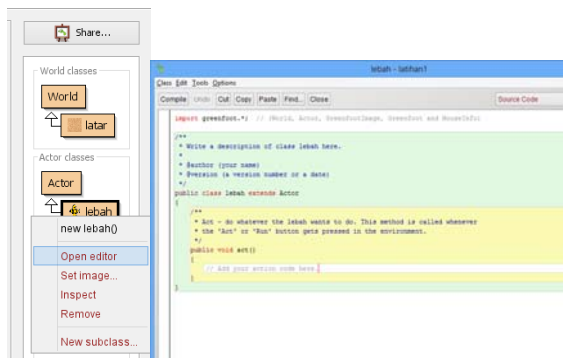 Share...
World classes
World
latar
Actor classes
Actor
lebah
new lebah()
Open editor
Set image...
Inspect
Remove
New subclass...
lebah - latihan1
Class Edit Tools Options
Compile Undo Cut Copy Paste Find... Close
Source Code
import greenfoot.*; // (World, Actor, GreenfootImage, Greenfoot and MouseInfo)
/**
* Write a description of class lebah here.
*
* @author (your name)
* @version (a version number or a date)
*/
public class lebah extends Actor
{
/**
* Act - do whatever the lebah wants to do. This method is called whenever
* the 'Act' or 'Run' button gets pressed in the environment.
*/
public void act()
{
// Add your action code here.
}
}